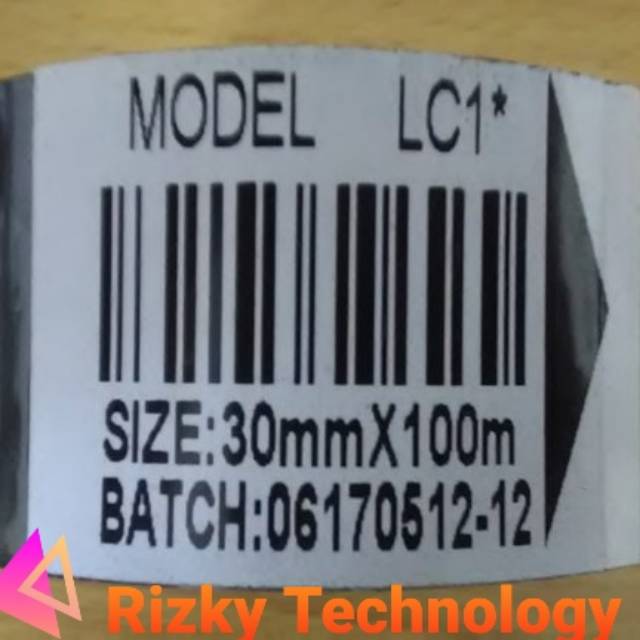 MODEL LC1*
SIZE:30mmX100m
BATCH:06170512-12
Rizky Technology